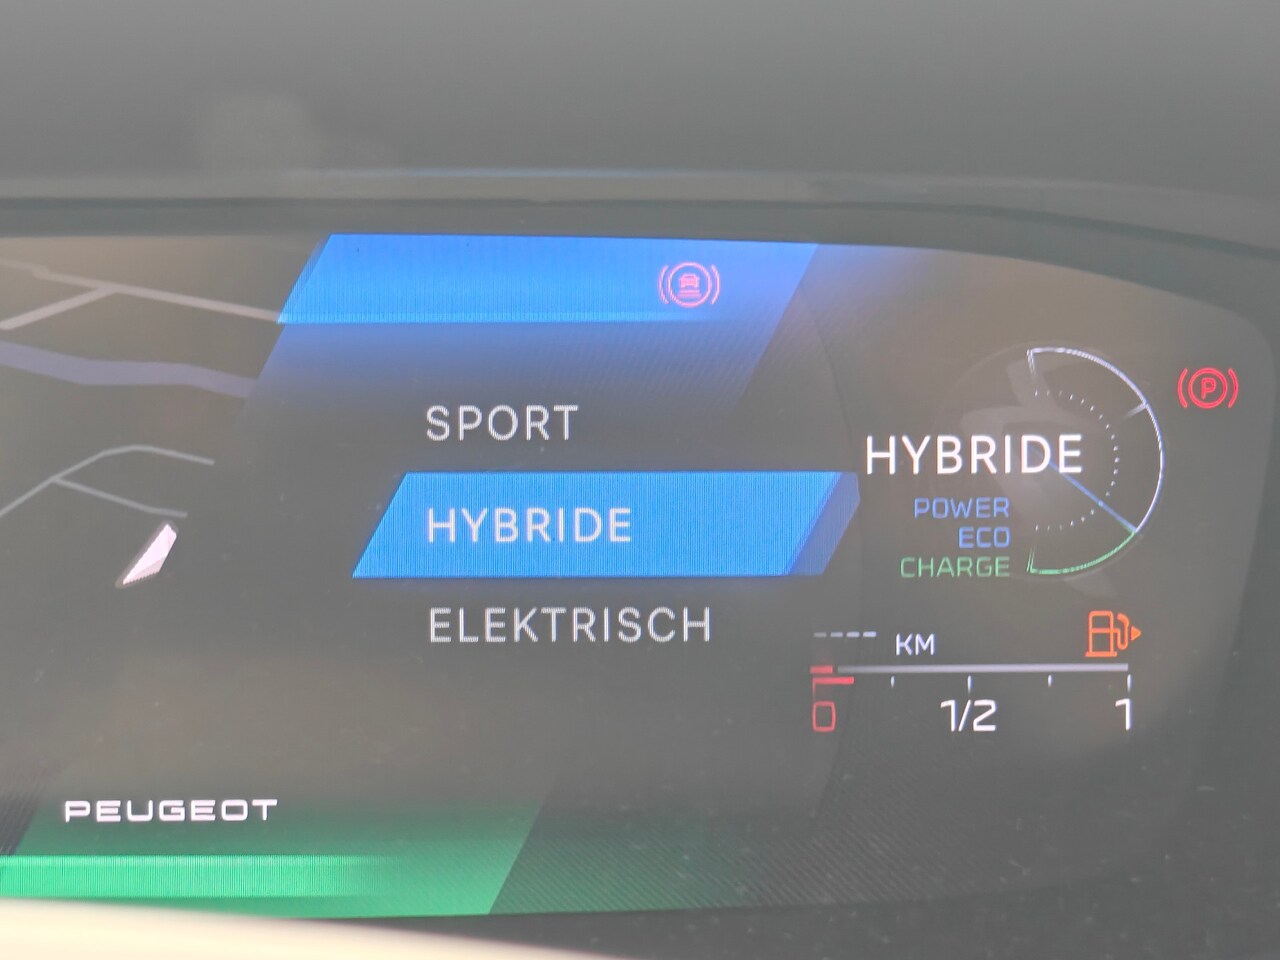 SPORT
HYBRIDE
ELEKTRISCH
HYBRIDE
POWER
ECO
CHARGE
P
---- KM
0 1/2 1
PEUGEOT